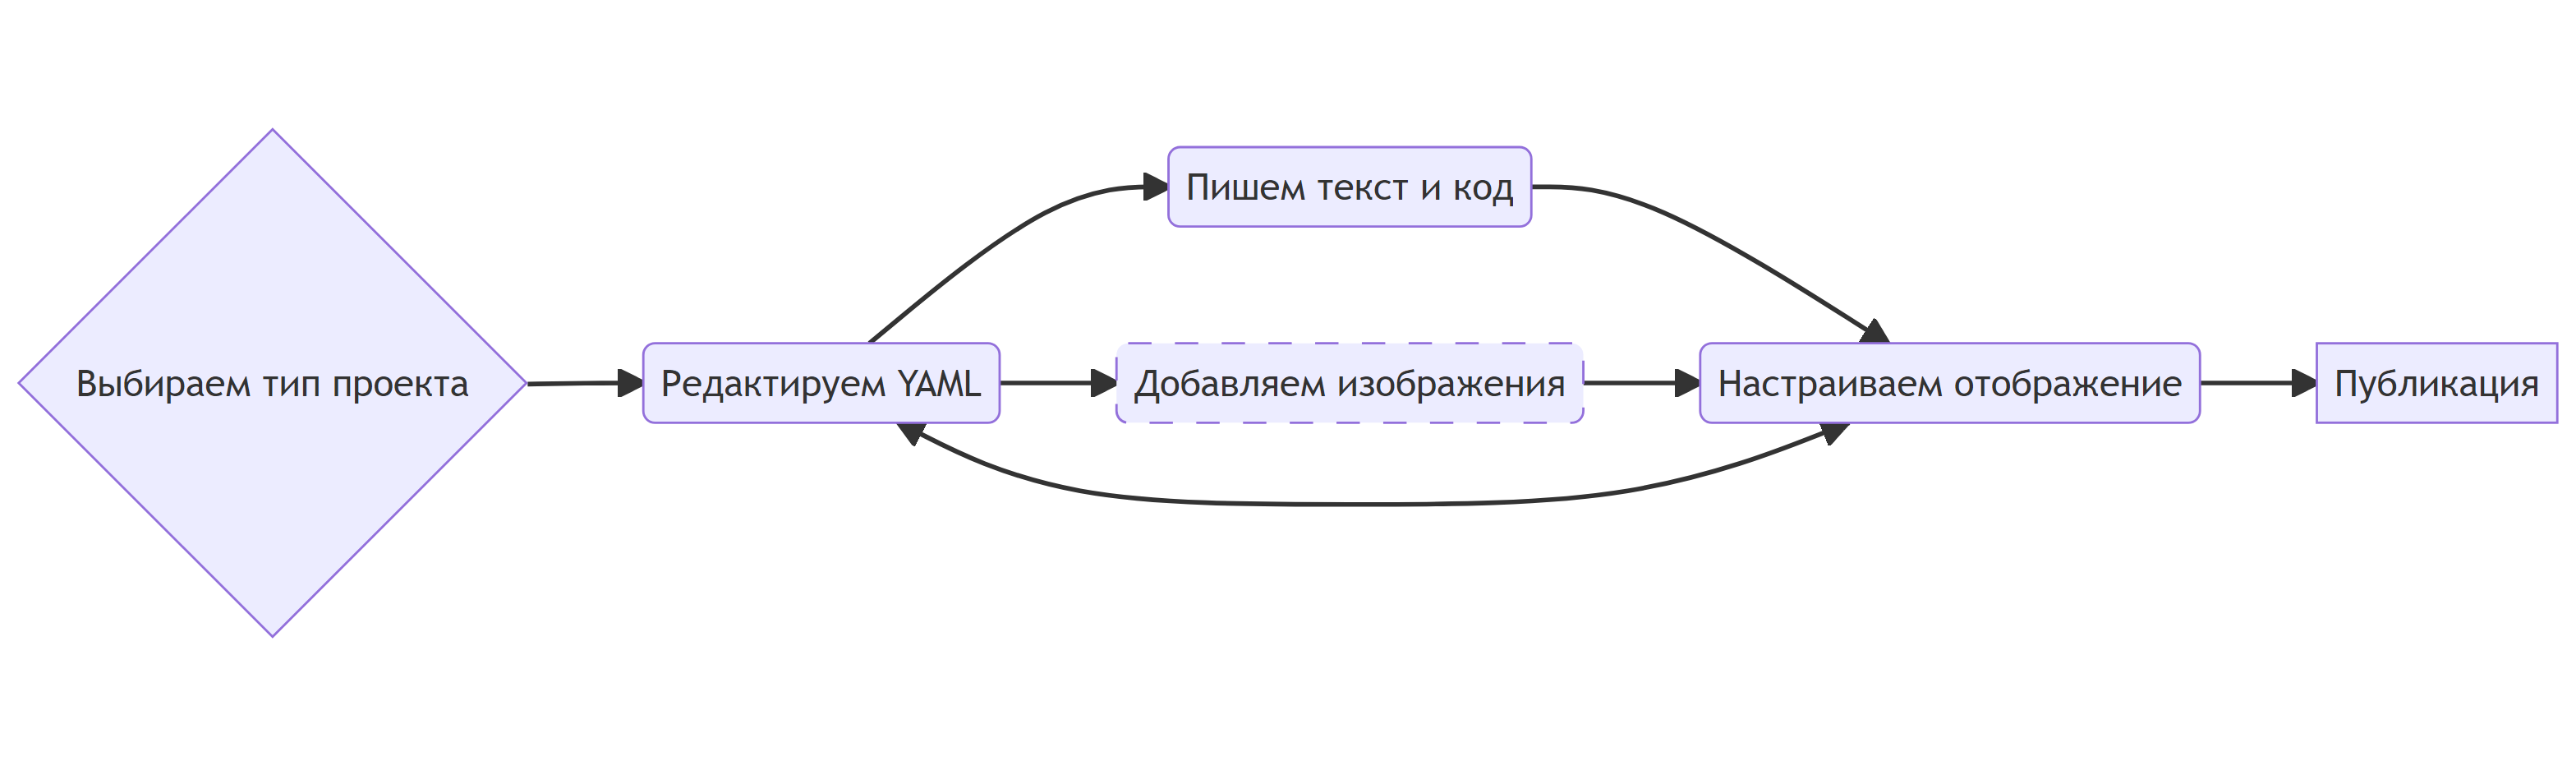 Выбираем тип проекта
Редактируем YAML
Пишем текст и код
Добавляем изображения
Настраиваем отображение
Публикация